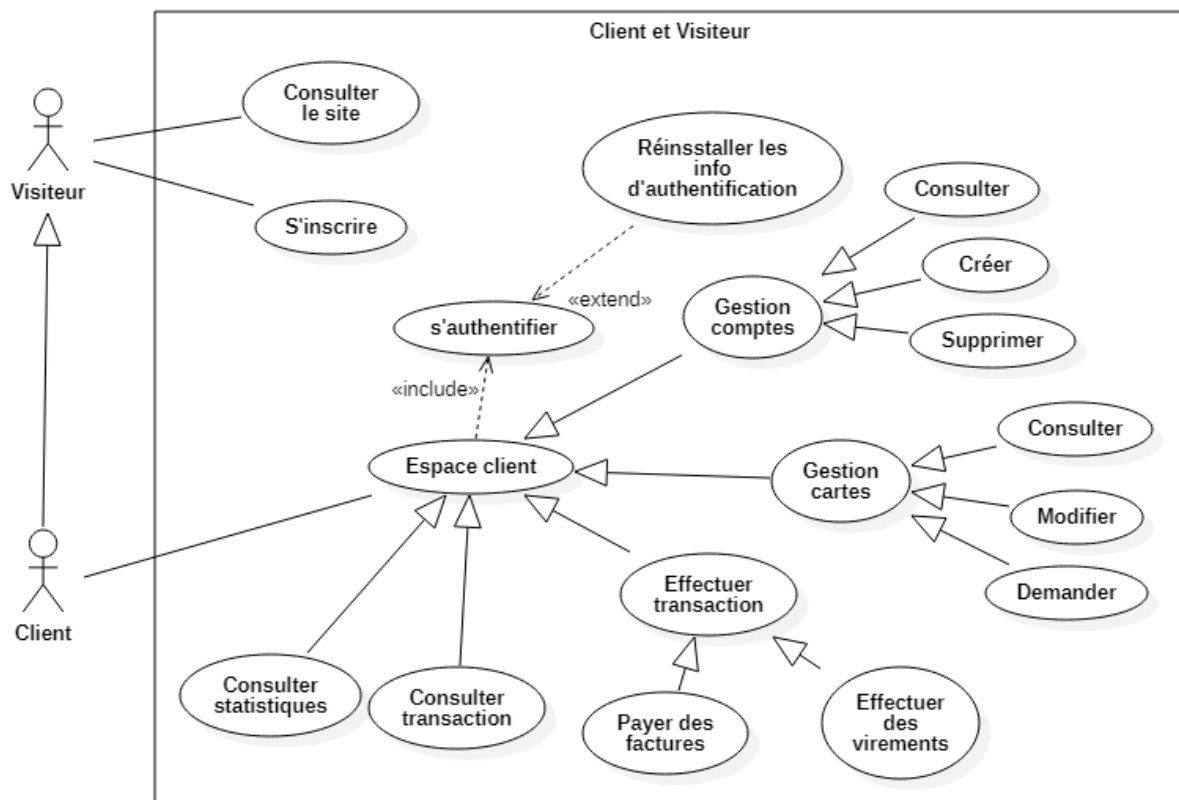 Client et Visiteur
Consulter
le site
Visiteur
S'inscrire
Réinsstaller les
info
d'authentification
Consulter
Créer
Gestion
comptes
Supprimer
«extend»
s'authentifier
«include»
Espace client
Gestion
cartes
Consulter
Modifier
Demander
Client
Effectuer
transaction
Consulter
statistiques
Consulter
transaction
Payer des
factures
Effectuer
des
virements